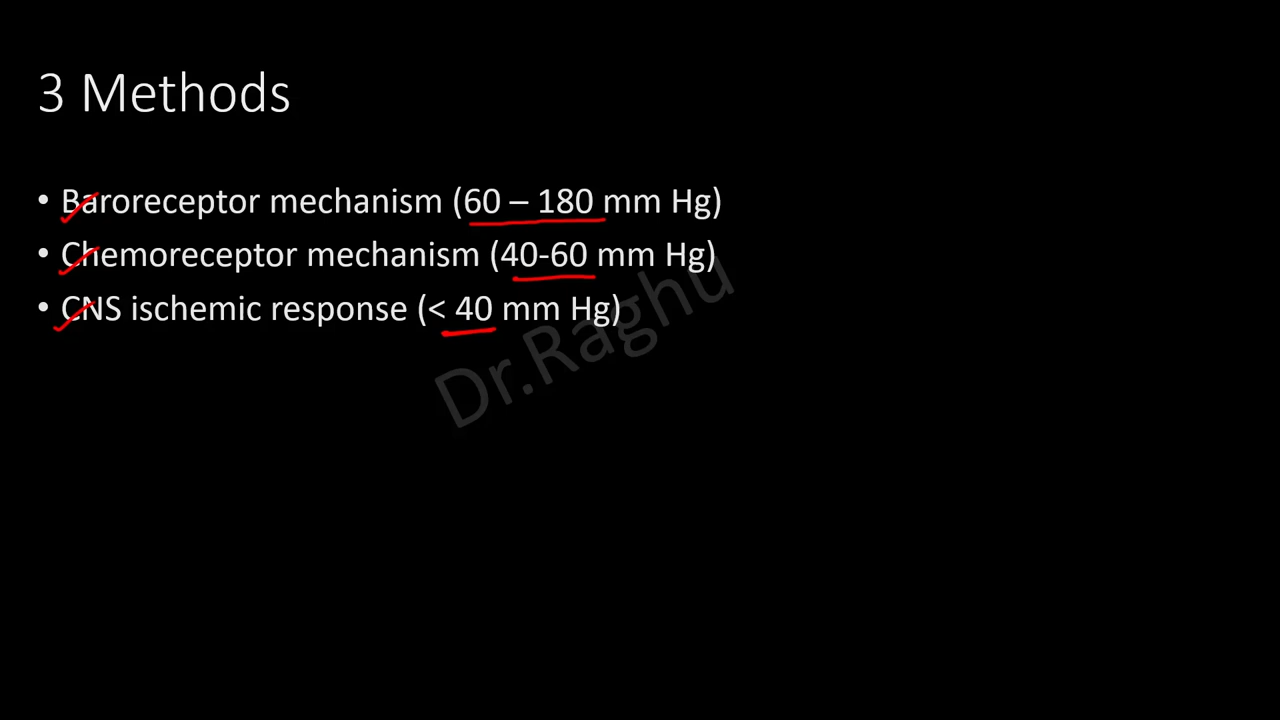 3 Methods
• Baroreceptor mechanism (60 – 180 mm Hg)
• Chemoreceptor mechanism (40-60 mm Hg)
• CNS ischemic response (< 40 mm Hg)
Dr.Raghu